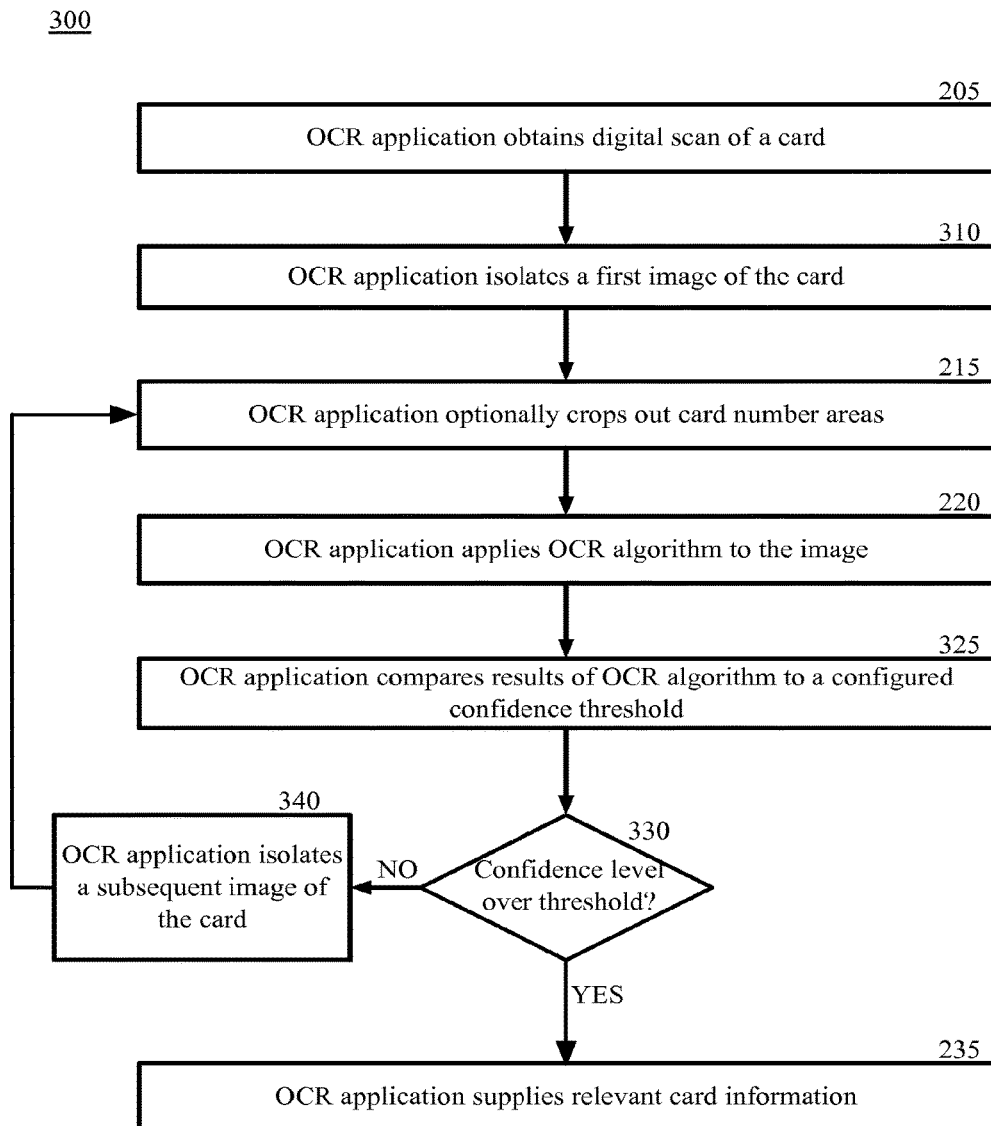 300
205
OCR application obtains digital scan of a card
310
OCR application isolates a first image of the card
215
OCR application optionally crops out card number areas
220
OCR application applies OCR algorithm to the image
325
OCR application compares results of OCR algorithm to a configured
confidence threshold
340
OCR application isolates
a subsequent image of
the card
NO
330
Confidence level
over threshold?
YES
235
OCR application supplies relevant card information